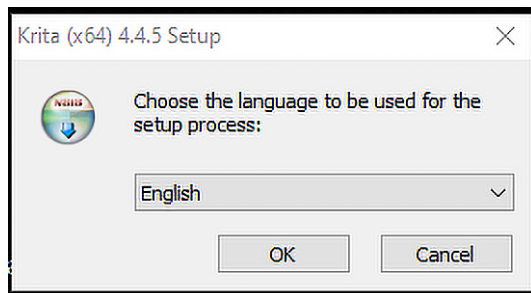 Krita (x64) 4.4.5 Setup
NSIS
Choose the language to be used for the
setup process:
English
OK
Cancel